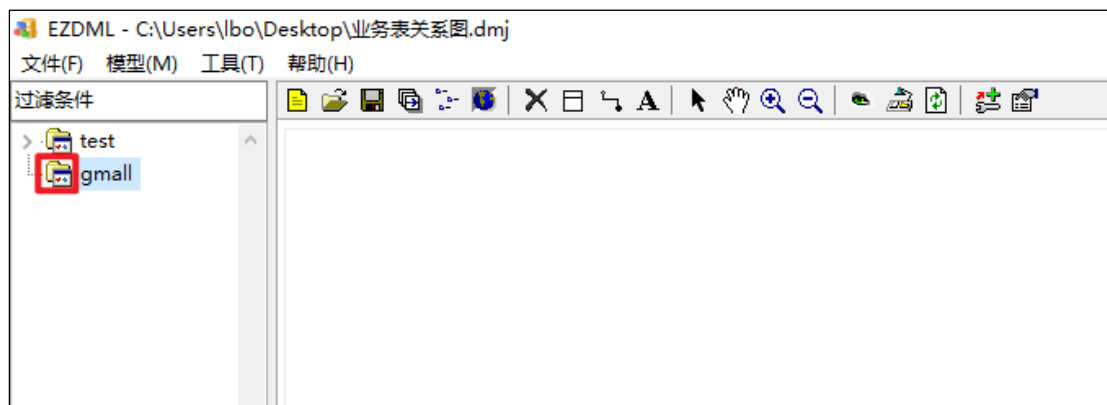 EZDML - C:\Users\lbo\Desktop\业务表关系图.dmj
文件(F) 模型(M) 工具(T) 帮助(H)
过滤条件
A
test
gmall